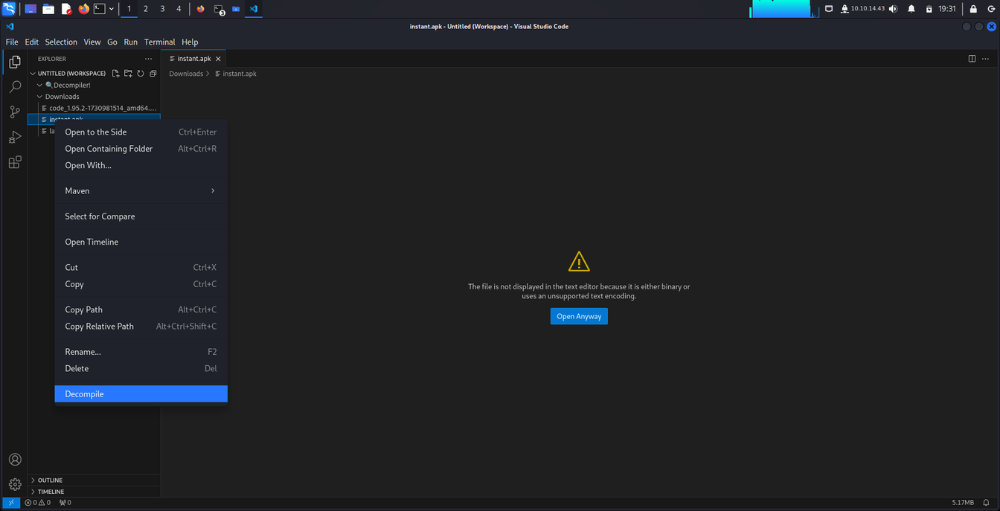 1 2 3 4 3 10.10.14.43 19:31
instant.apk - Untitled (Workspace) - Visual Studio Code
File Edit Selection View Go Run Terminal Help
EXPLORER
instant.apk
UNTITLED (WORKSPACE)
Downloads > instant.apk
🔍Decompiler!
Downloads
code_1.95.2-1730981514_amd64....
instant.apk
la
Open to the Side Ctrl+Enter
Open Containing Folder Alt+Ctrl+R
Open With...
Maven
Select for Compare
Open Timeline
Cut Ctrl+X
Copy Ctrl+C
Copy Path Alt+Ctrl+C
Copy Relative Path Alt+Ctrl+Shift+C
Rename... F2
Delete Del
Decompile
The file is not displayed in the text editor because it is either binary or
uses an unsupported text encoding.
Open Anyway
OUTLINE
TIMELINE
0 0 0 5.17MB